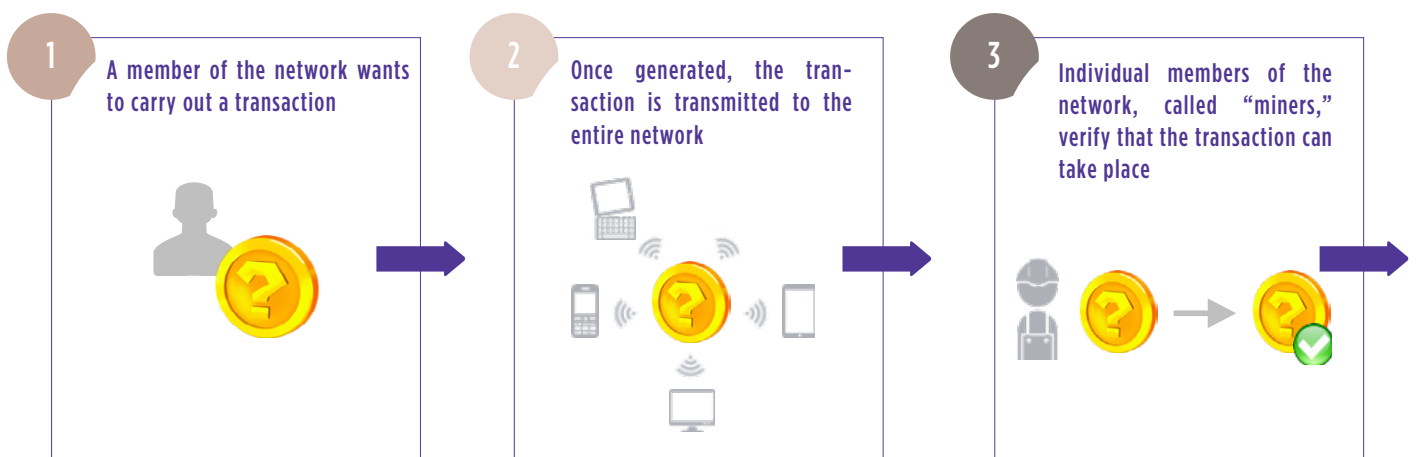 1
A member of the network wants
to carry out a transaction
2
Once generated, the tran-
saction is transmitted to the
entire network
3
Individual members of the
network, called “miners,”
verify that the transaction can
take place
?
?
?
?